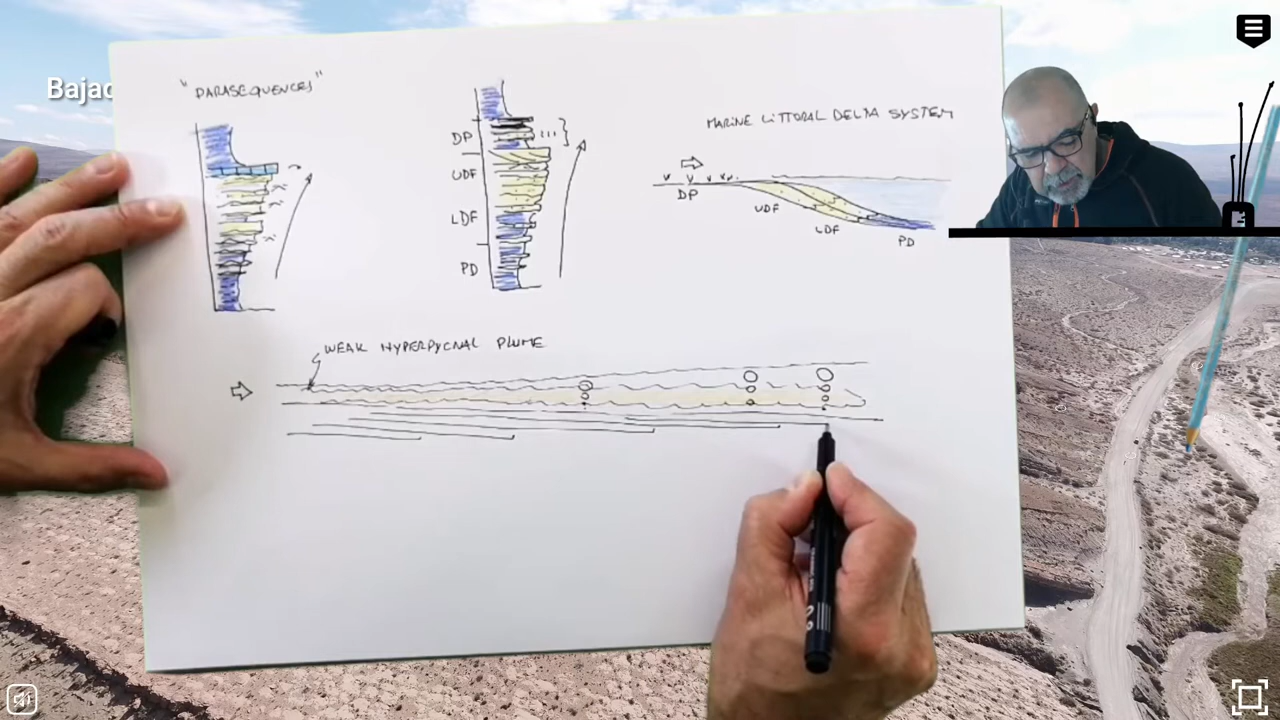 Bajad
"PARASEQUENCES"
DP
UDF
LDF
PD
MARINE LITTORAL DELTA SYSTEM
DP
UDF
LDF
PD
WEAK HYPERPYCNAL PLUME